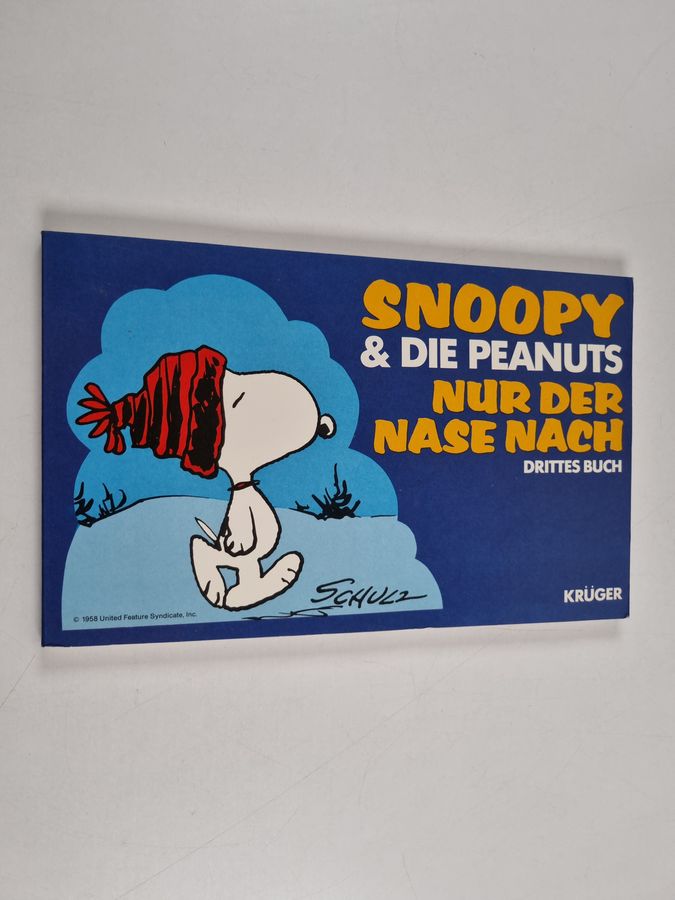 SNOOPY
& DIE PEANUTS
NUR DER
NASE NACH
DRITTES BUCH
KRÜGER
SCHULZ
© 1958 United Feature Syndicate, Inc.